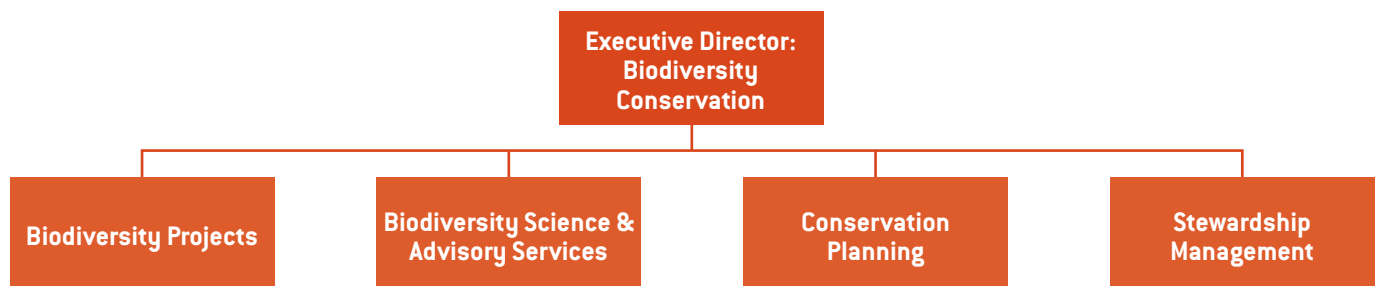 Executive Director:
Biodiversity
Conservation
Biodiversity Projects
Biodiversity Science &
Advisory Services
Conservation
Planning
Stewardship
Management